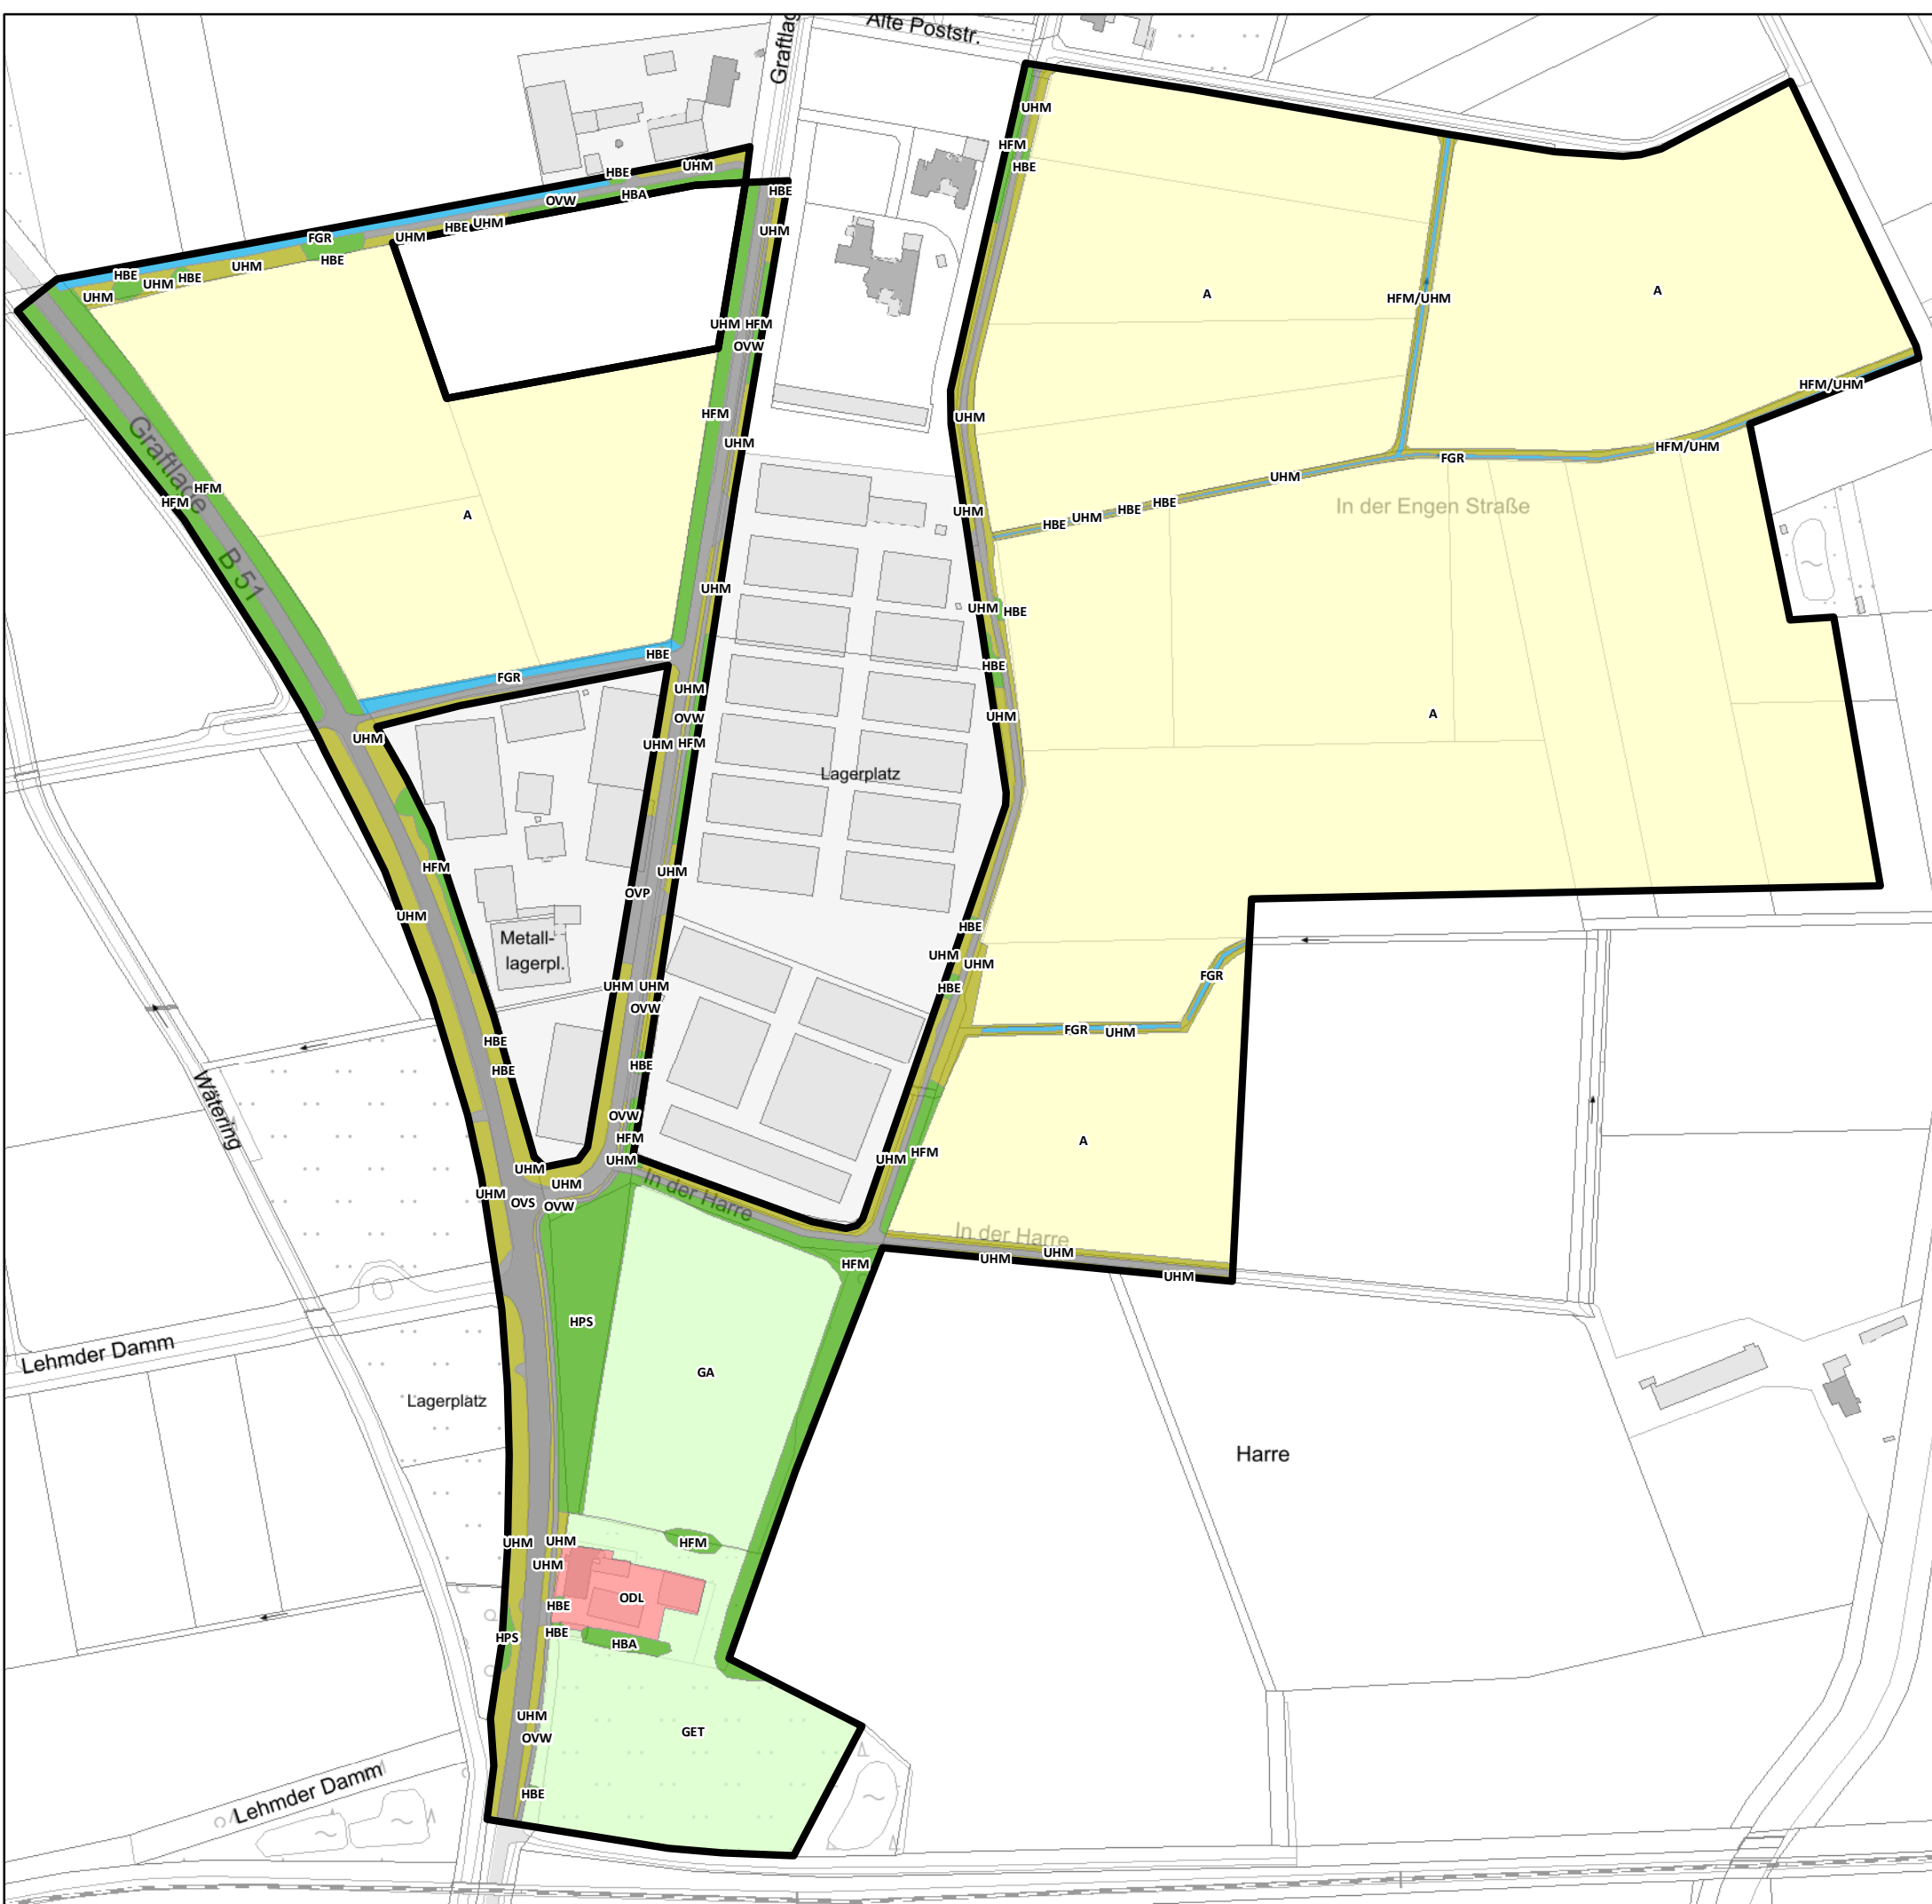 Alte Poststr.
Graftlag
UHM
HFM
HBE
HBE
UHM
HBE
OVW
HBA
UHM
HBE
UHM
UHM
FGR
HBE
UHM
HBE
UHM
HBE
UHM
HBE
UHM
HFM
OVW
HFM
UHM
A
HFM/UHM
A
HFM/UHM
HFM/UHM
FGR
UHM
UHM
HBE
HBE
UHM
HBE
UHM
In der Engen Straße
Graftlage
HFM
HFM
A
B 51
UHM
UHM
HBE
HBE
UHM
HBE
FGR
UHM
UHM
OVW
UHM
HFM
A
Lagerplatz
HFM
UHM
UHM
OVP
Metall-
lagerpl.
HBE
UHM
UHM
HBE
FGR
UHM
UHM
OVW
FGR
UHM
HBE
HBE
HBE
Wätering
OVW
HFM
UHM
A
UHM
HFM
UHM
UHM
UHM
OVS
OVW
In der Harre
In der Harre
UHM
UHM
UHM
HFM
HPS
GA
Lehmder Damm
Lagerplatz
Harre
UHM
UHM
UHM
HFM
ODL
HBE
HBE
HPS
HBA
UHM
OVW
GET
Lehmder Damm
HBE